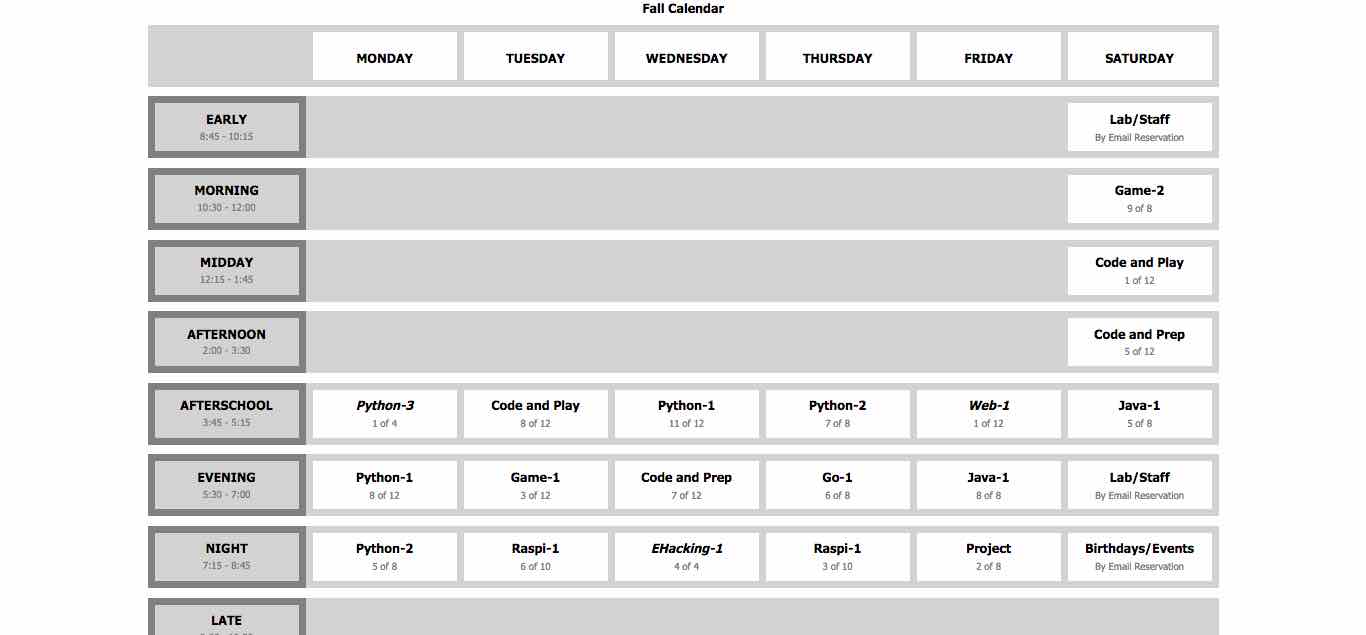 Fall Calendar
MONDAY TUESDAY WEDNESDAY THURSDAY FRIDAY SATURDAY
EARLY Lab/Staff
8:45 - 10:15 By Email Reservation
MORNING Game-2
10:30 - 12:00 9 of 8
MIDDAY Code and Play
12:15 - 1:45 1 of 12
AFTERNOON Code and Prep
2:00 - 3:30 5 of 12
AFTERSCHOOL Python-3 Code and Play Python-1 Python-2 Web-1 Java-1
3:45 - 5:15 1 of 4 8 of 12 11 of 12 7 of 8 1 of 12 5 of 8
EVENING Python-1 Game-1 Code and Prep Go-1 Java-1 Lab/Staff
5:30 - 7:00 8 of 12 3 of 12 7 of 12 6 of 8 8 of 8 By Email Reservation
NIGHT Python-2 Raspi-1 EHacking-1 Raspi-1 Project Birthdays/Events
7:15 - 8:45 5 of 8 6 of 10 4 of 4 3 of 10 2 of 8 By Email Reservation
LATE